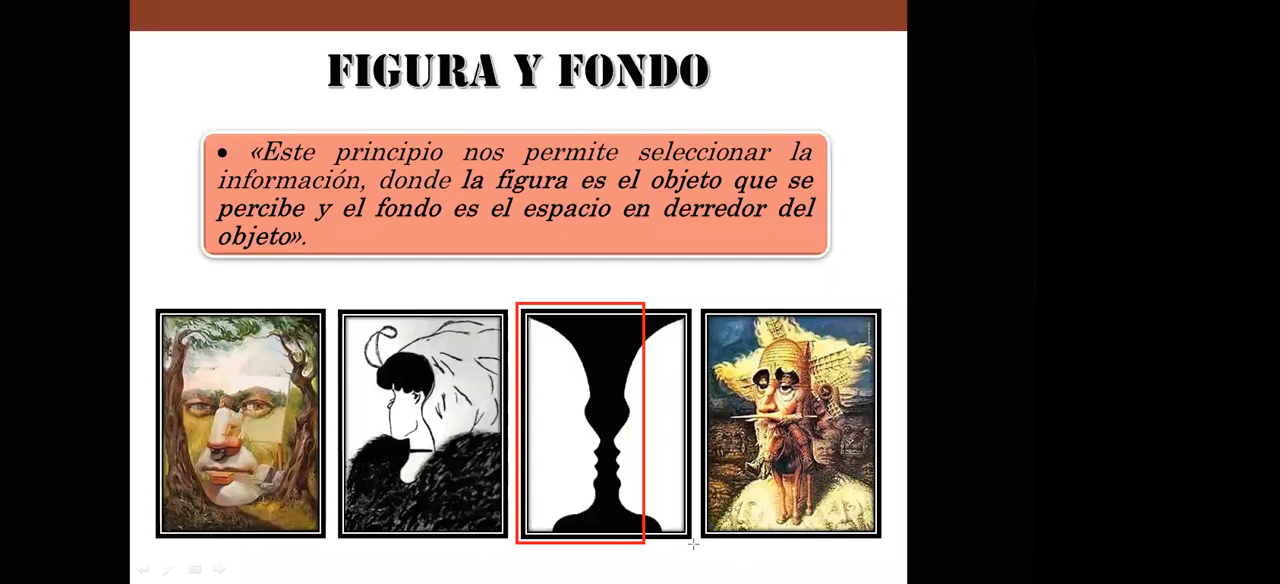 FIGURA Y FONDO
• «Este principio nos permite seleccionar la
información, donde la figura es el objeto que se
percibe y el fondo es el espacio en derredor del
objeto».